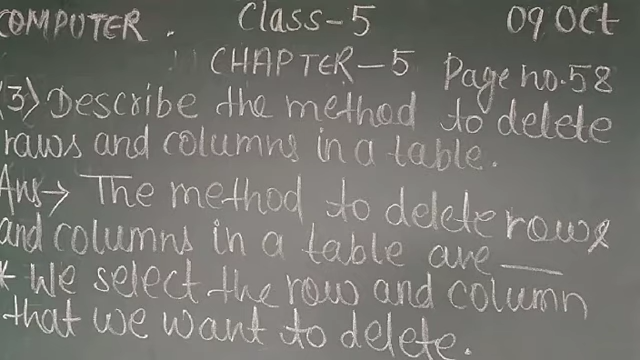 COMPUTER. Class-5 09 Oct
CHAPTER-5 Page no.58
(3) Describe the method to delete
raws and columns in a table.
Ans→ The method to delete rows
and columns in a table are __
* We select the row and column
that we want to delete.